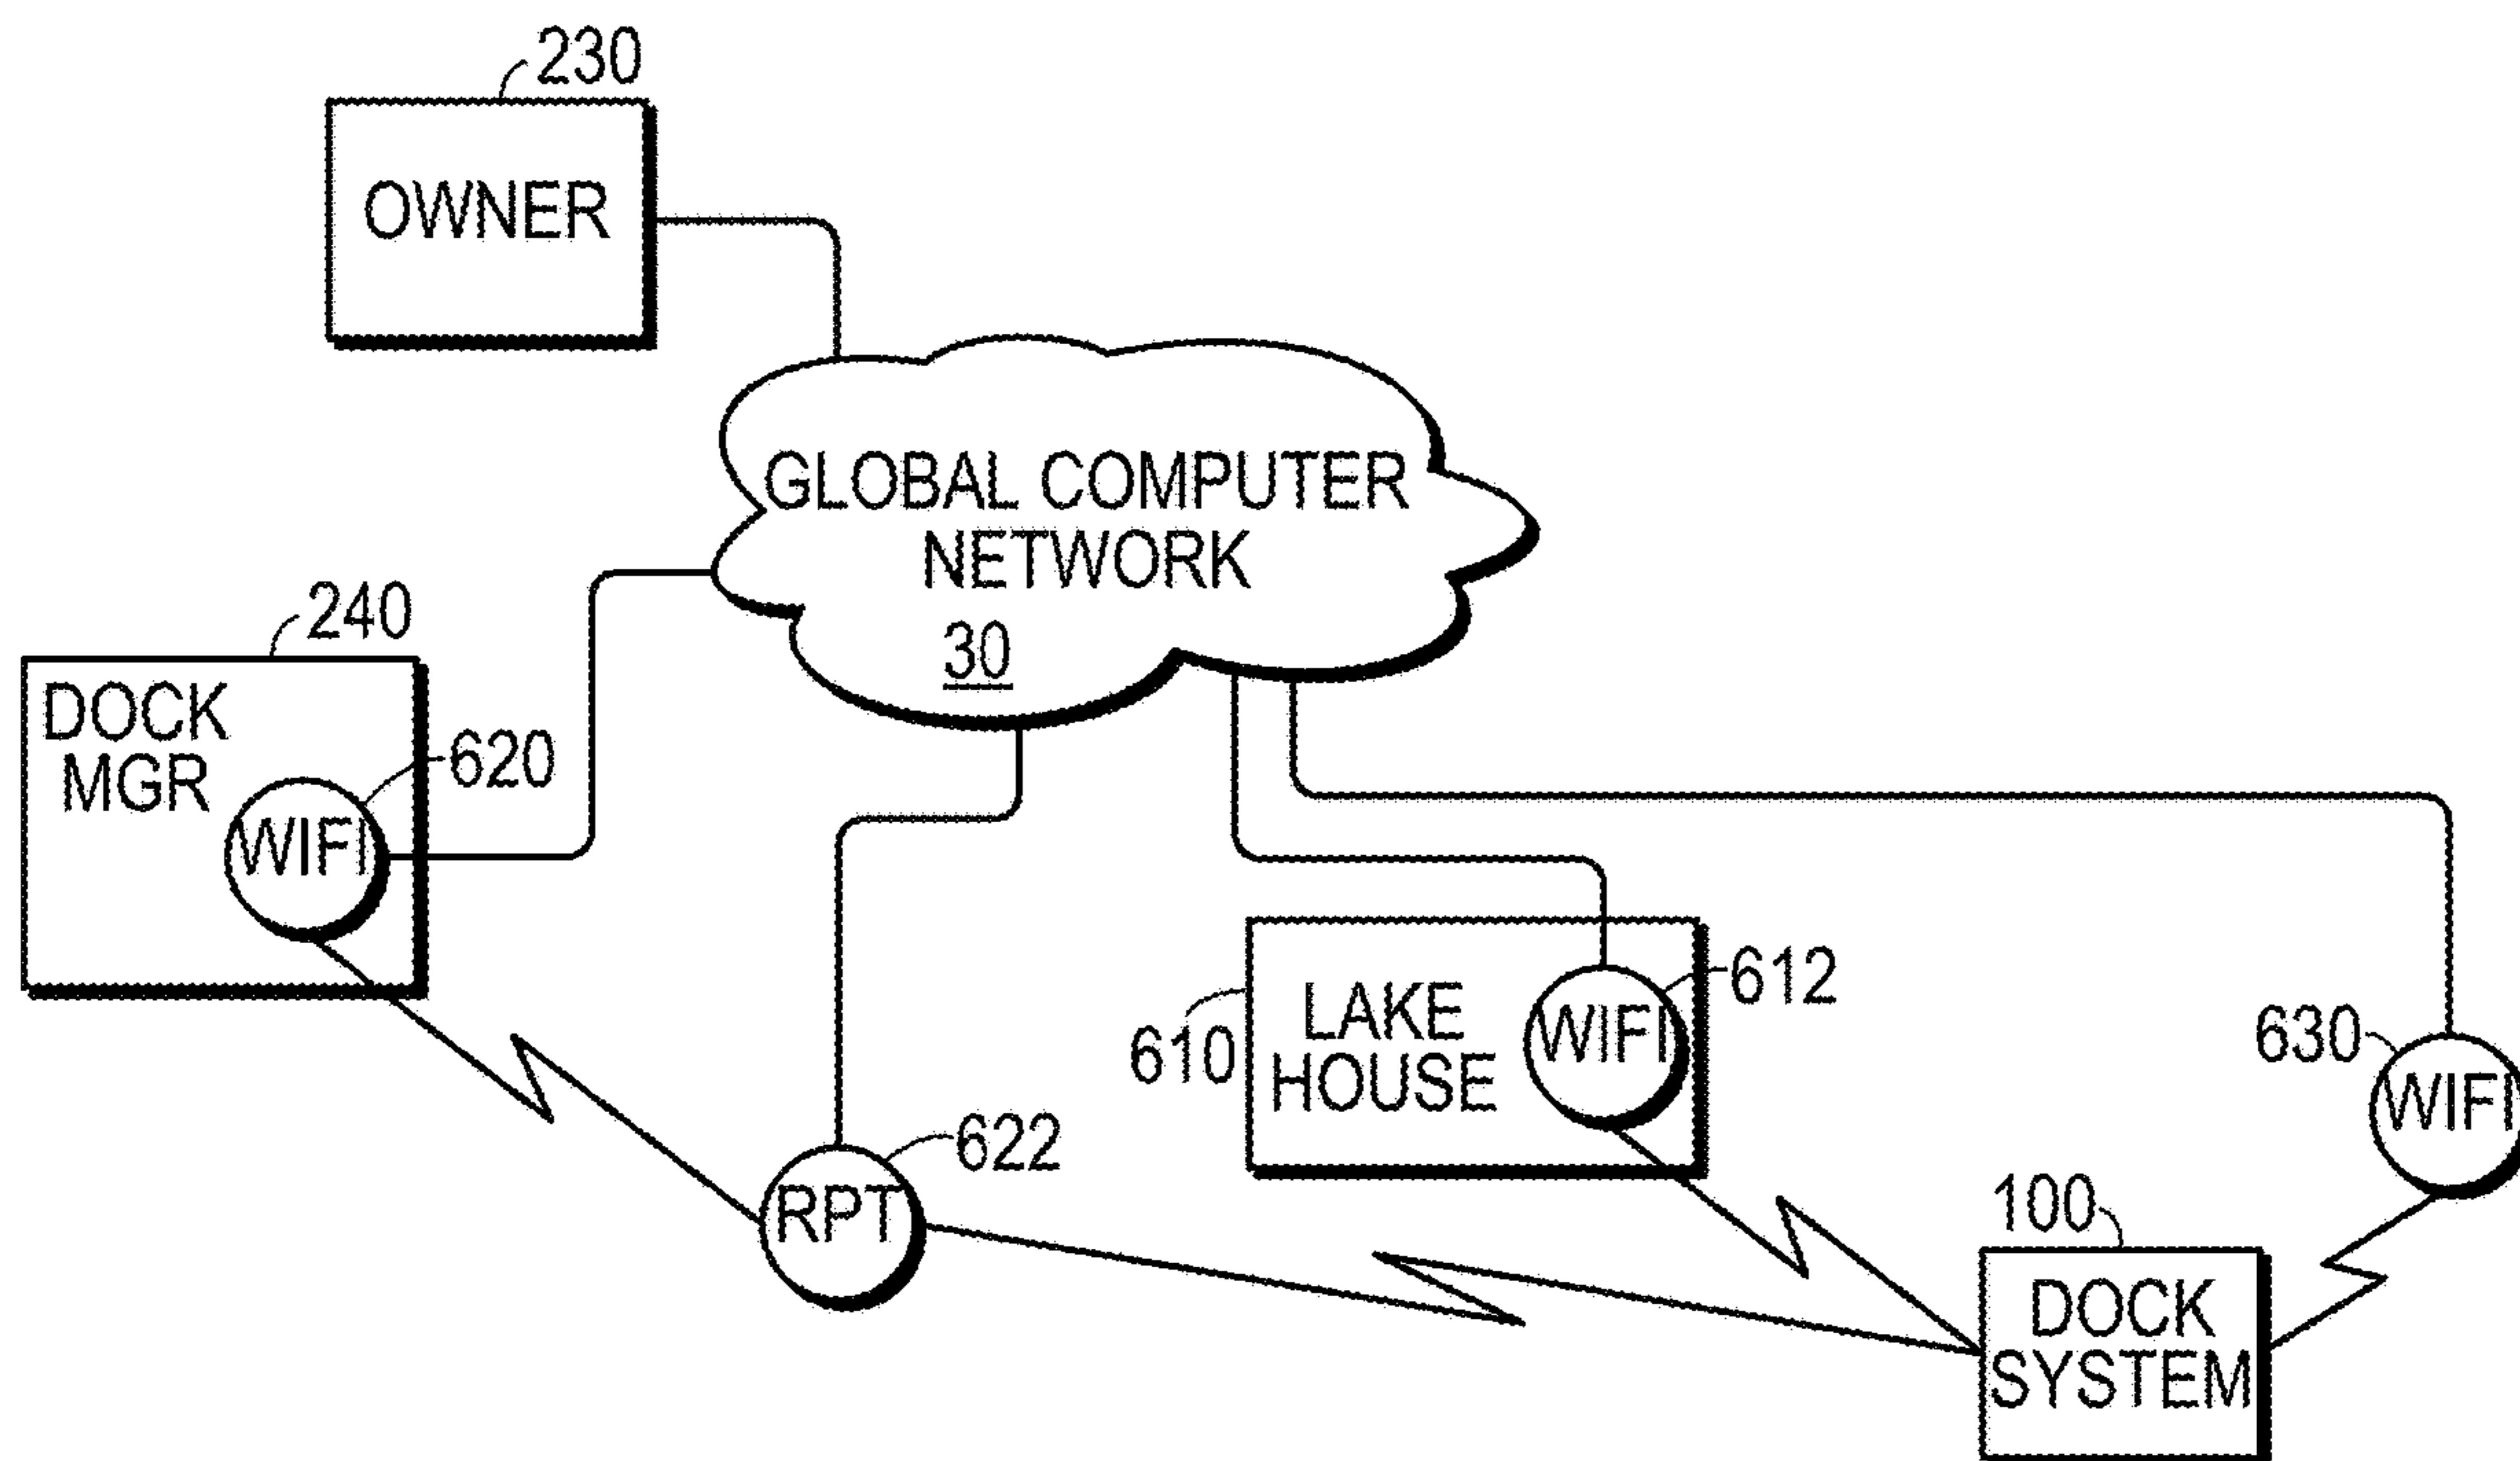 230
OWNER
GLOBAL COMPUTER
NETWORK
30
240
DOCK
MGR
620
WIFI
610
LAKE
HOUSE
WIFI
612
630
WIFI
622
RPT
100
DOCK
SYSTEM